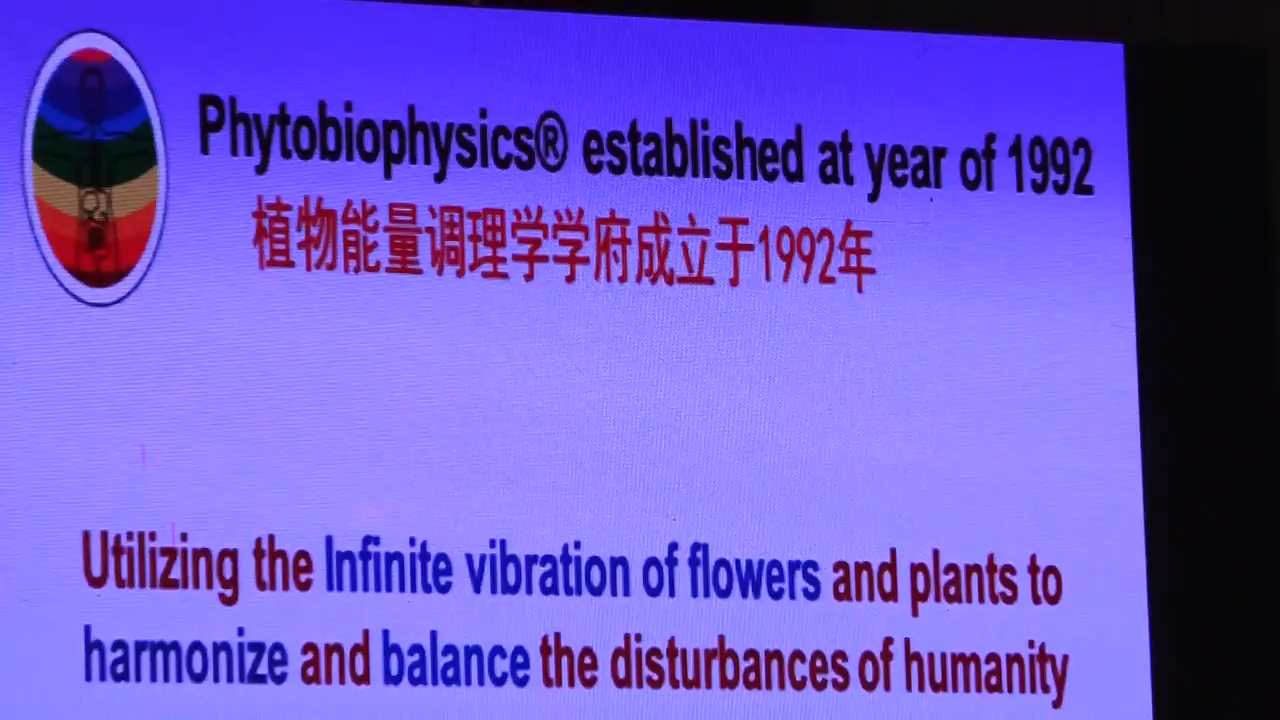 Phytobiophysics® established at year of 1992
植物能量调理学学府成立于1992年
Utilizing the Infinite vibration of flowers and plants to
harmonize and balance the disturbances of humanity